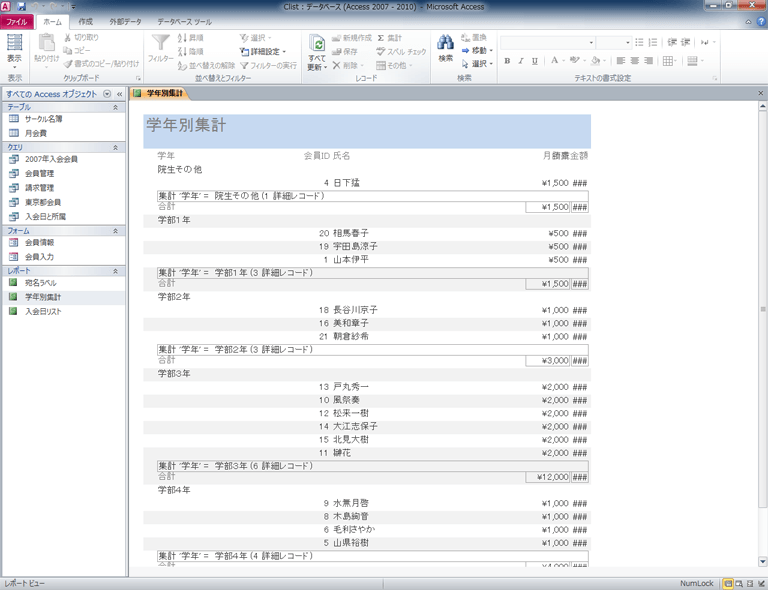 Clist : データベース (Access 2007 - 2010) - Microsoft Access
ファイル ホーム 作成 外部データ データベース ツール
表示
表示
貼り付け
切り取り
コピー
書式のコピー/貼り付け
クリップボード
フィルター
昇順
降順
並べ替えの解除
選択
詳細設定
フィルターの実行
並べ替えとフィルター
すべて更新
新規作成
保存
削除
集計
スペル チェック
その他
レコード
検索
置換
移動
選択
検索
B I U
テキストの書式設定
すべての Access オブジェクト
テーブル
サークル名簿
月会費
クエリ
2007年入会会員
会員管理
請求管理
東京都会員
入会日と所属
フォーム
会員情報
会員入力
レポート
宛名ラベル
学年別集計
入会日リスト
学年別集計
学年別集計
学年 会員ID 氏名 月額 金額
院生その他
4 日下猛 ¥1,500 ###
集計 '学年' = 院生その他 (1 詳細レコード)
合計 ¥1,500 ###
学部1年
20 相馬春子 ¥500 ###
19 宇田島涼子 ¥500 ###
1 山本伊平 ¥500 ###
集計 '学年' = 学部1年 (3 詳細レコード)
合計 ¥1,500 ###
学部2年
18 長谷川京子 ¥1,000 ###
16 美和章子 ¥1,000 ###
21 朝倉紗希 ¥1,000 ###
集計 '学年' = 学部2年 (3 詳細レコード)
合計 ¥3,000 ###
学部3年
13 戸丸秀一 ¥2,000 ###
10 風祭奏 ¥2,000 ###
12 松来一樹 ¥2,000 ###
14 大江志保子 ¥2,000 ###
15 北見大樹 ¥2,000 ###
11 榊花 ¥2,000 ###
集計 '学年' = 学部3年 (6 詳細レコード)
合計 ¥12,000 ###
学部4年
9 水無月啓 ¥1,000 ###
8 木島絢音 ¥1,000 ###
6 毛利さやか ¥1,000 ###
5 山県裕樹 ¥1,000 ###
集計 '学年' = 学部4年 (4 詳細レコード)
合計 ¥4,000 ###
レポート ビュー NumLock